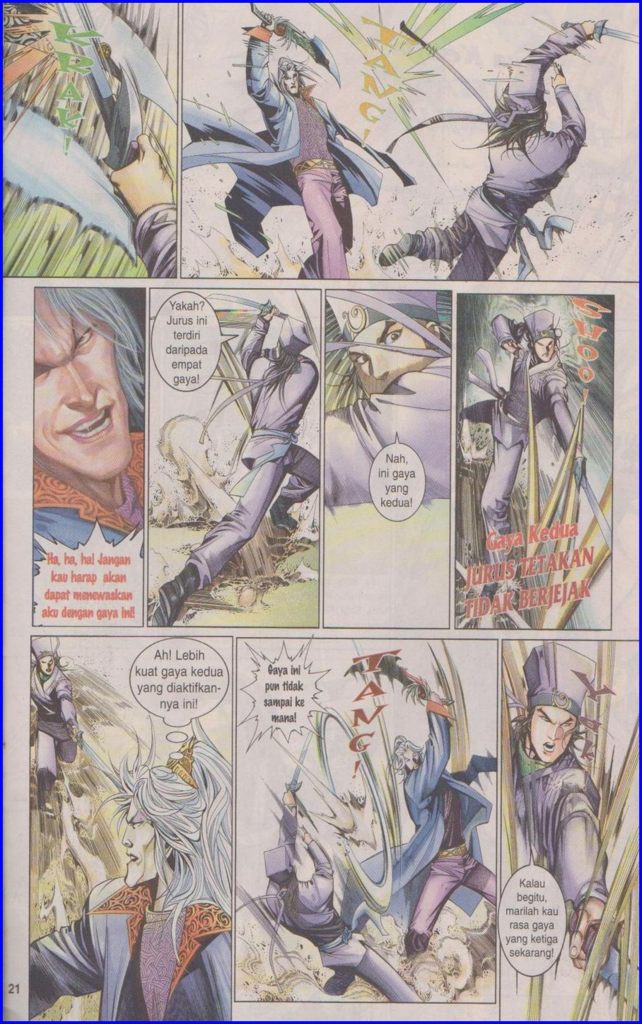 KRAK!
TANG!
Ha, ha, ha! Jangan
kau harap akan
dapat menewaskan
aku dengan gaya ini!
Yakah?
Jurus ini
terdiri
daripada
empat
gaya!
Nah,
ini gaya
yang
kedua!
CHOO!
Gaya Kedua
JURUS TETAKAN
TIDAK BERJEJAK
Ah! Lebih
kuat gaya kedua
yang diaktifkan-
nya ini!
Gaya ini
pun tidak
sampai ke
mana!
TANG!
Kalau
begitu,
marilah kau
rasa gaya
yang ketiga
sekarang!
21